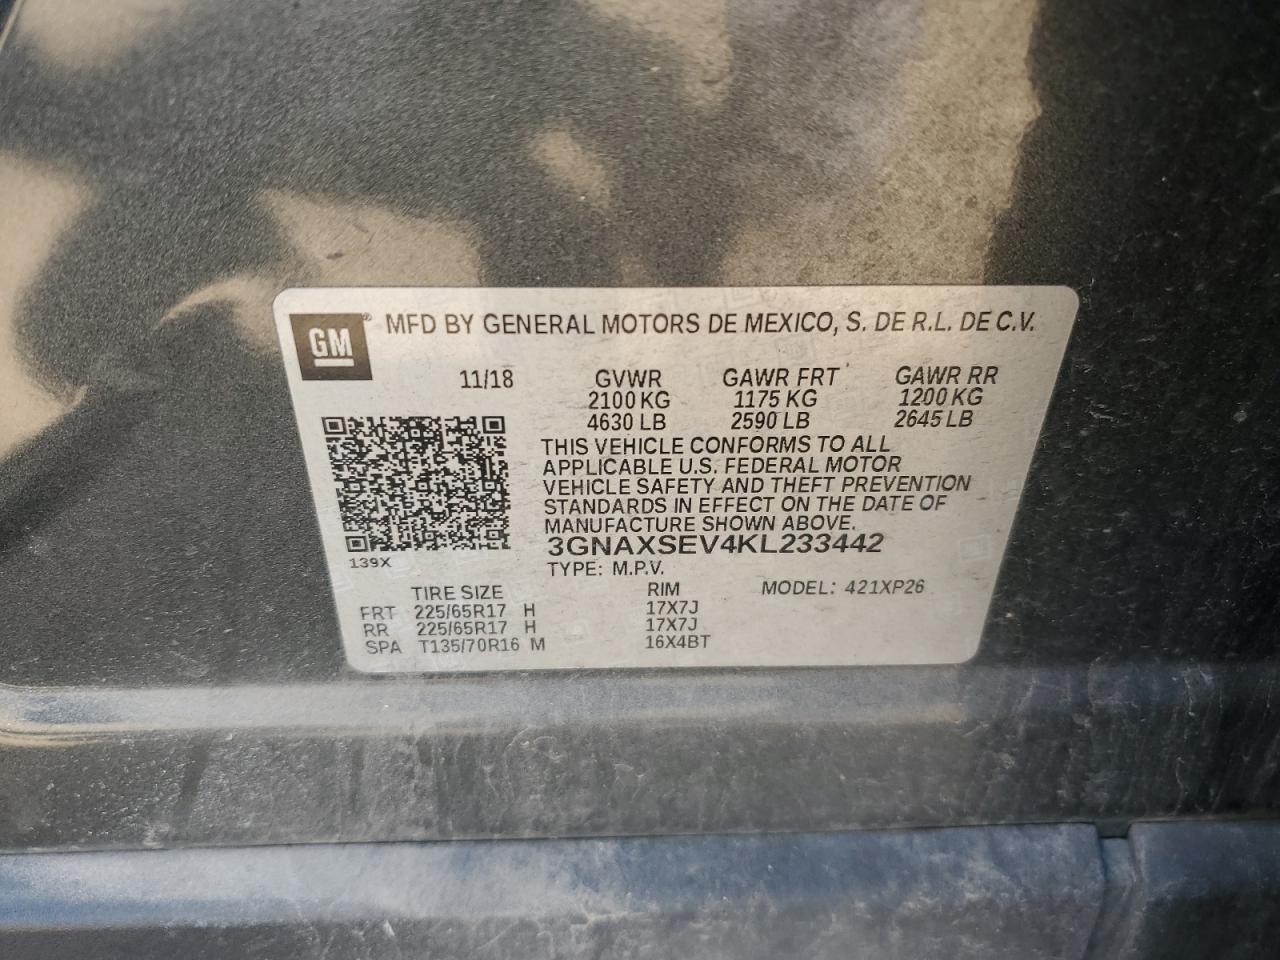 GM® MFD BY GENERAL MOTORS DE MEXICO, S. DE R.L. DE C.V.
11/18 GVWR GAWR FRT GAWR RR
2100 KG 1175 KG 1200 KG
4630 LB 2590 LB 2645 LB
THIS VEHICLE CONFORMS TO ALL
APPLICABLE U.S. FEDERAL MOTOR
VEHICLE SAFETY AND THEFT PREVENTION
STANDARDS IN EFFECT ON THE DATE OF
MANUFACTURE SHOWN ABOVE.
3GNAXSEV4KL233442
139X
TYPE: M.P.V.
TIRE SIZE RIM MODEL: 421XP26
FRT 225/65R17 H 17X7J
RR 225/65R17 H 17X7J
SPA T135/70R16 M 16X4BT